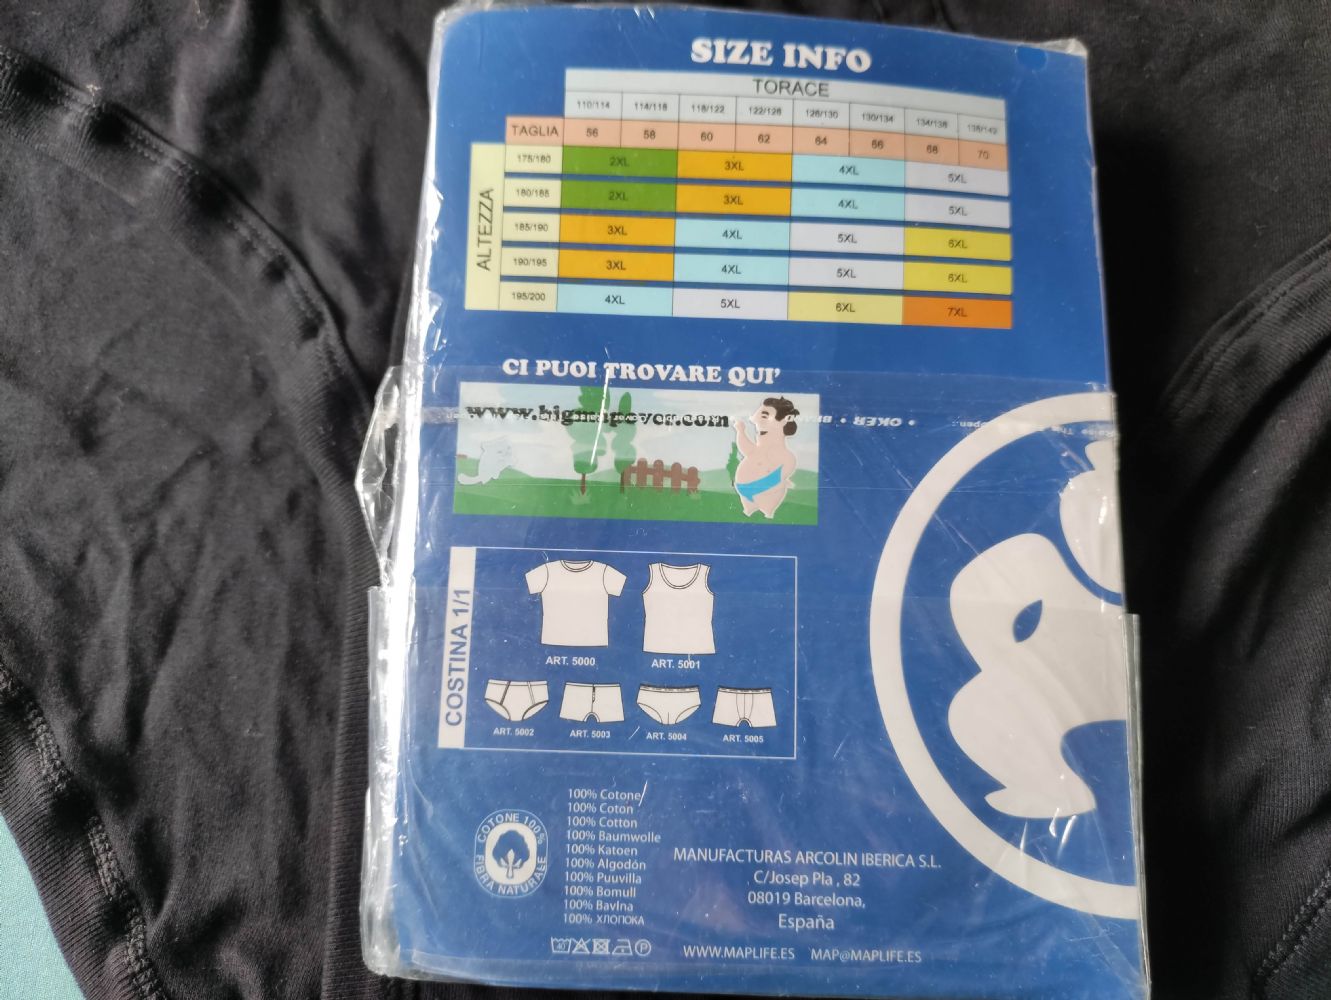 SIZE INFO
TORACE
110/114 114/118 118/122 122/126 126/130 130/134 134/138 138/142
TAGLIA 56 58 60 62 64 66 68 70
ALTEZZA
175/180 2XL 3XL 4XL 5XL
180/185 2XL 3XL 4XL 5XL
185/190 3XL 4XL 5XL 6XL
190/195 3XL 4XL 5XL 6XL
195/200 4XL 5XL 6XL 7XL
CI PUOI TROVARE QUI'
COSTINA 1/1
ART. 5000 ART. 5001
ART. 5002 ART. 5003 ART. 5004 ART. 5005
COTONE 100%
FIBRA NATURALE
100% Cotone
100% Coton
100% Cotton
100% Baumwolle
100% Katoen
100% Algodón
100% Puuvilla
100% Bomull
100% Bavlna
100% ХЛОПОКА
MANUFACTURAS ARCOLIN IBERICA S.L.
C/Josep Pla , 82
08019 Barcelona,
España
WWW.MAPLIFE.ES MAP@MAPLIFE.ES